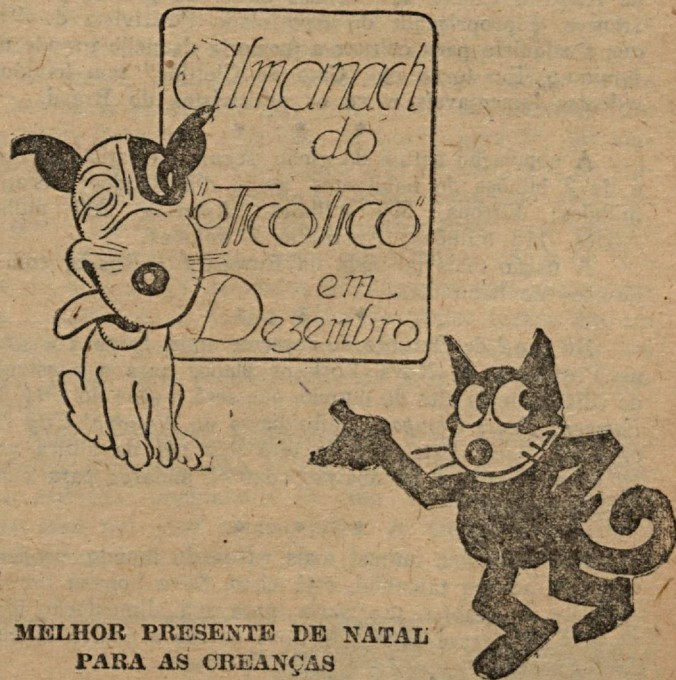 Almanach
do
"O TICO TICO"
em
Dezembro
MELHOR PRESENTE DE NATAL
PARA AS CREANÇAS